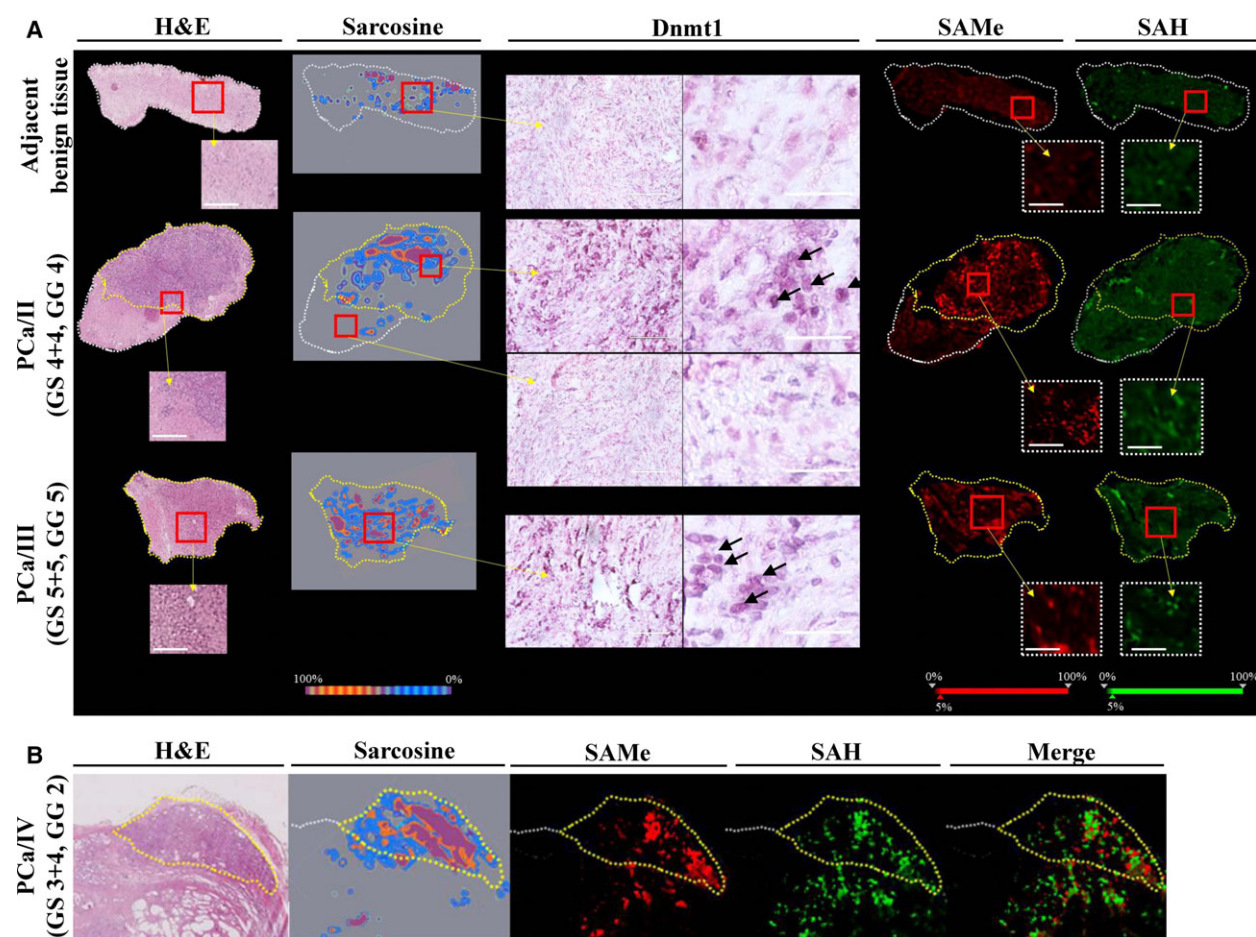 A
H&E
Sarcosine
Dnmt1
SAMe
SAH
Adjacent
benign tissue
PCa/II
(GS 4+4, GG 4)
PCa/III
(GS 5+5, GG 5)
100%
0%
0%
100%
5%
0%
100%
5%
B
H&E
Sarcosine
SAMe
SAH
Merge
PCa/IV
(GS 3+4, GG 2)